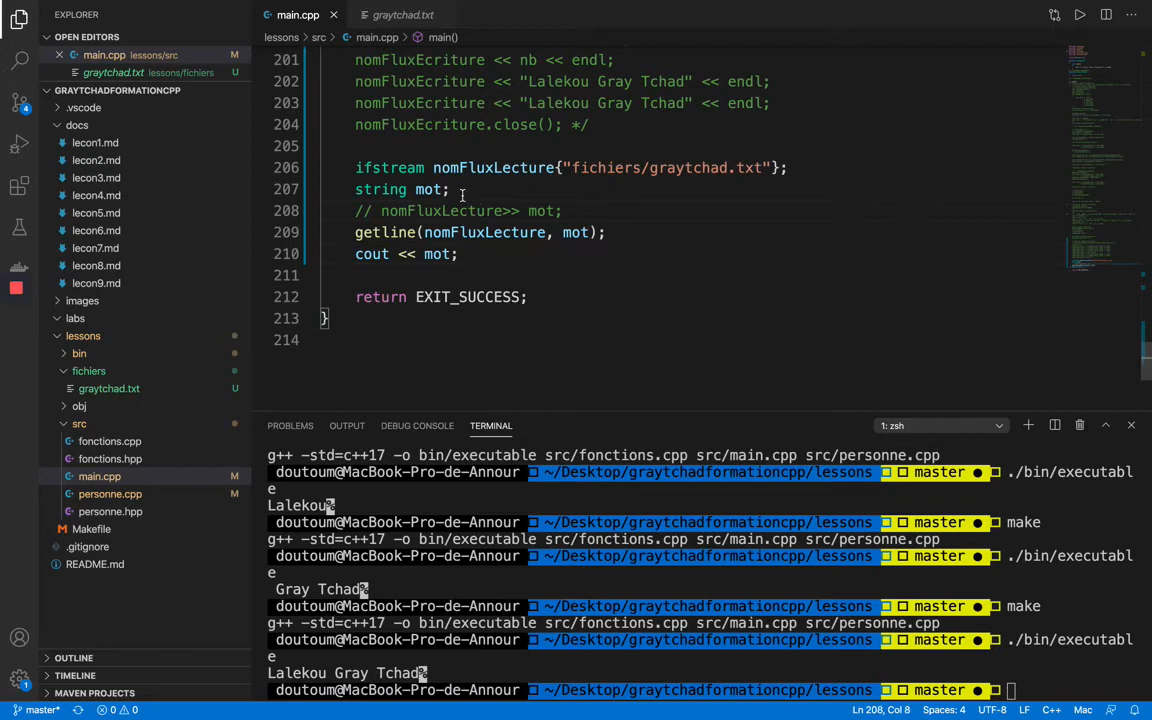 EXPLORER
OPEN EDITORS
main.cpp lessons/src M
graytchad.txt lessons/fichiers U
GRAYTCHADFORMATIONCPP
.vscode
docs
lecon1.md
lecon2.md
lecon3.md
lecon4.md
lecon5.md
lecon6.md
lecon7.md
lecon8.md
lecon9.md
images
labs
lessons
bin
fichiers
graytchad.txt U
obj
src
fonctions.cpp
fonctions.hpp
main.cpp M
personne.cpp M
personne.hpp
Makefile
.gitignore
README.md
OUTLINE
TIMELINE
MAVEN PROJECTS
4
1
main.cpp
graytchad.txt
lessons > src > main.cpp > main()
201 nomFluxEcriture << nb << endl;
202 nomFluxEcriture << "Lalekou Gray Tchad" << endl;
203 nomFluxEcriture << "Lalekou Gray Tchad" << endl;
204 nomFluxEcriture.close(); */
205
206 ifstream nomFluxLecture{"fichiers/graytchad.txt"};
207 string mot;
208 // nomFluxLecture>> mot;
209 getline(nomFluxLecture, mot);
210 cout << mot;
211
212 return EXIT_SUCCESS;
213 }
214
PROBLEMS OUTPUT DEBUG CONSOLE TERMINAL 1: zsh
g++ -std=c++17 -o bin/executable src/fonctions.cpp src/main.cpp src/personne.cpp
doutoum@MacBook-Pro-de-Annour ~/Desktop/graytchadformationcpp/lessons master ● ./bin/executabl
e
Lalekou%
doutoum@MacBook-Pro-de-Annour ~/Desktop/graytchadformationcpp/lessons master ● make
g++ -std=c++17 -o bin/executable src/fonctions.cpp src/main.cpp src/personne.cpp
doutoum@MacBook-Pro-de-Annour ~/Desktop/graytchadformationcpp/lessons master ● ./bin/executabl
e
Gray Tchad%
doutoum@MacBook-Pro-de-Annour ~/Desktop/graytchadformationcpp/lessons master ● make
g++ -std=c++17 -o bin/executable src/fonctions.cpp src/main.cpp src/personne.cpp
doutoum@MacBook-Pro-de-Annour ~/Desktop/graytchadformationcpp/lessons master ● ./bin/executabl
e
Lalekou Gray Tchad%
doutoum@MacBook-Pro-de-Annour ~/Desktop/graytchadformationcpp/lessons master ●
master* 0 0 Ln 208, Col 8 Spaces: 4 UTF-8 LF C++ Mac